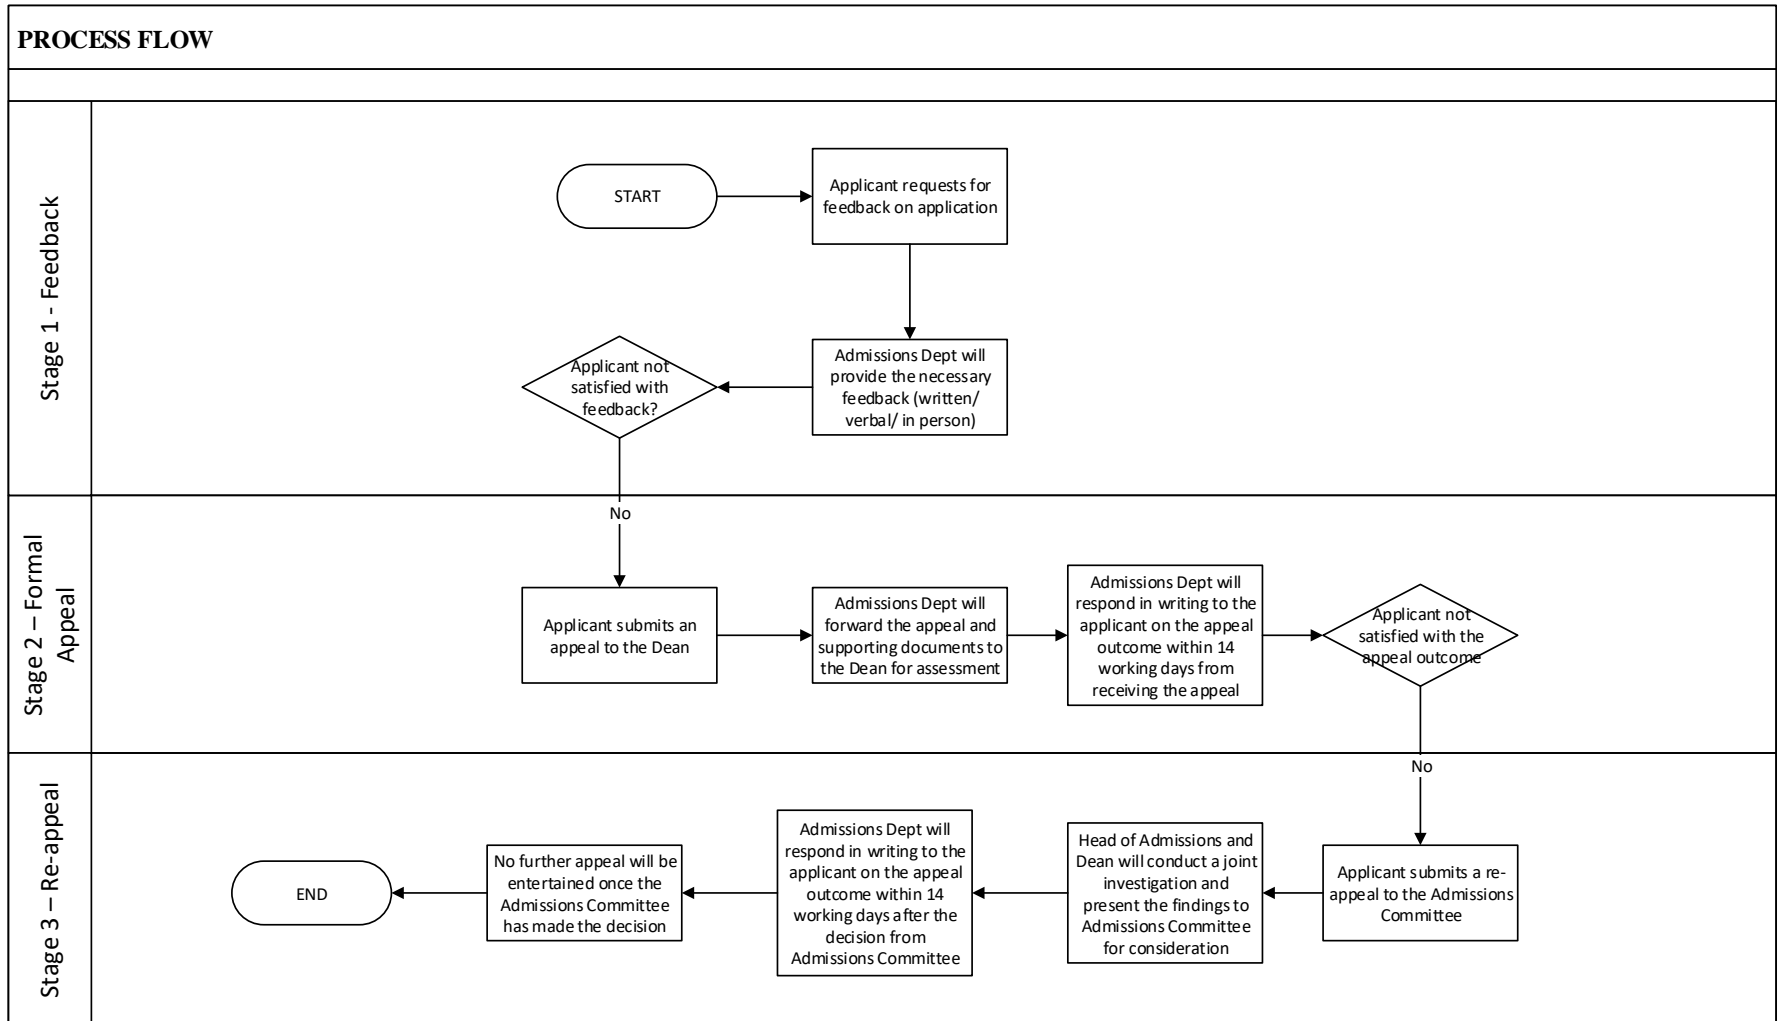 PROCESS FLOW
Stage 1 - Feedback
START
Applicant requests for
feedback on application
Admissions Dept will
provide the necessary
feedback (written/
verbal/ in person)
Applicant not
satisfied with
feedback?
Stage 2 – Formal
Appeal
No
Applicant submits an
appeal to the Dean
Admissions Dept will
forward the appeal and
supporting documents to
the Dean for assessment
Admissions Dept will
respond in writing to the
applicant on the appeal
outcome within 14
working days from
receiving the appeal
Applicant not
satisfied with the
appeal outcome
Stage 3 – Re-appeal
No
Applicant submits a re-
appeal to the Admissions
Committee
Head of Admissions and
Dean will conduct a joint
investigation and
present the findings to
Admissions Committee
for consideration
Admissions Dept will
respond in writing to the
applicant on the appeal
outcome within 14
working days after the
decision from
Admissions Committee
No further appeal will be
entertained once the
Admissions Committee
has made the decision
END